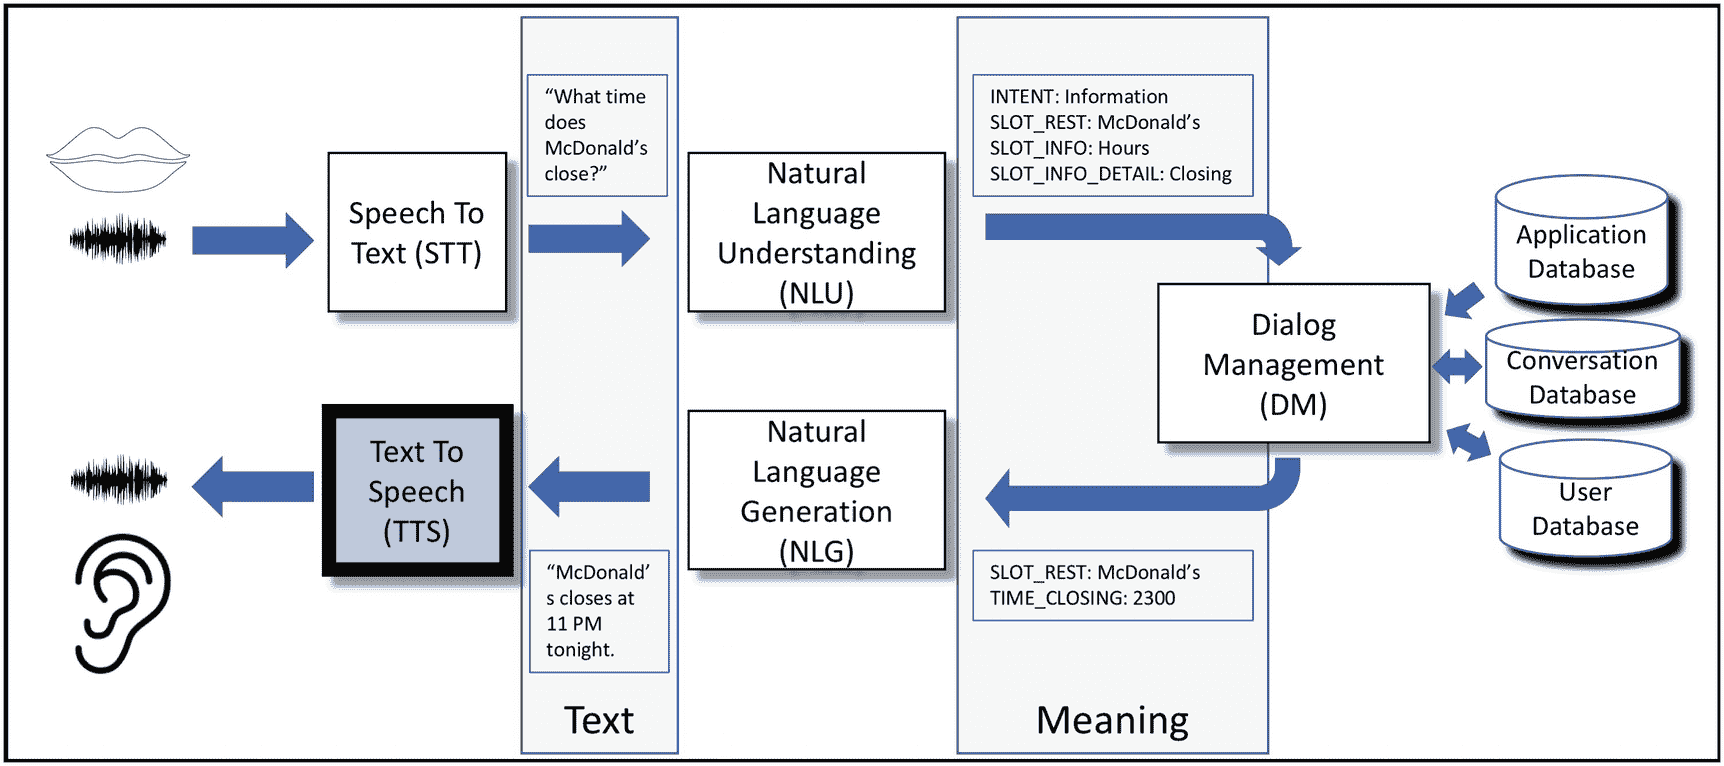 “What time
does
McDonald’s
close?”
INTENT: Information
SLOT_REST: McDonald’s
SLOT_INFO: Hours
SLOT_INFO_DETAIL: Closing
Speech To
Text (STT)
Natural
Language
Understanding
(NLU)
Application
Database
Dialog
Management
(DM)
Conversation
Database
User
Database
Text To
Speech
(TTS)
Natural
Language
Generation
(NLG)
“McDonald’
s closes at
11 PM
tonight.
SLOT_REST: McDonald’s
TIME_CLOSING: 2300
Text
Meaning